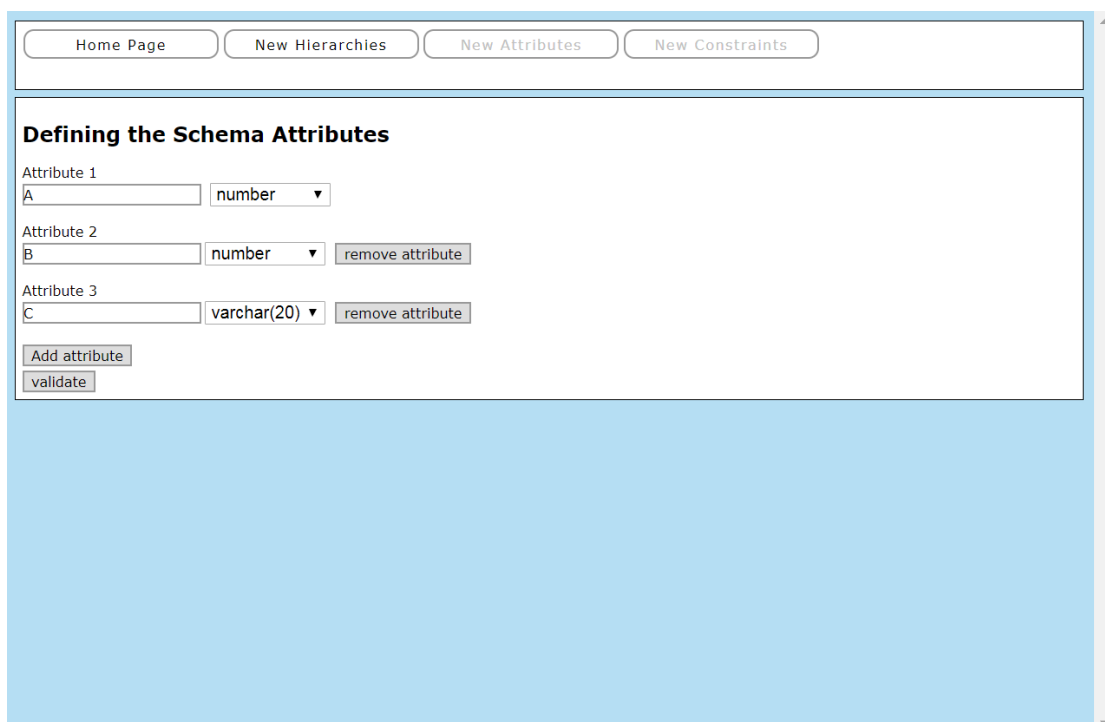 Home Page New Hierarchies New Attributes New Constraints
Defining the Schema Attributes
Attribute 1
A number
Attribute 2
B number remove attribute
Attribute 3
C varchar(20) remove attribute
Add attribute
validate